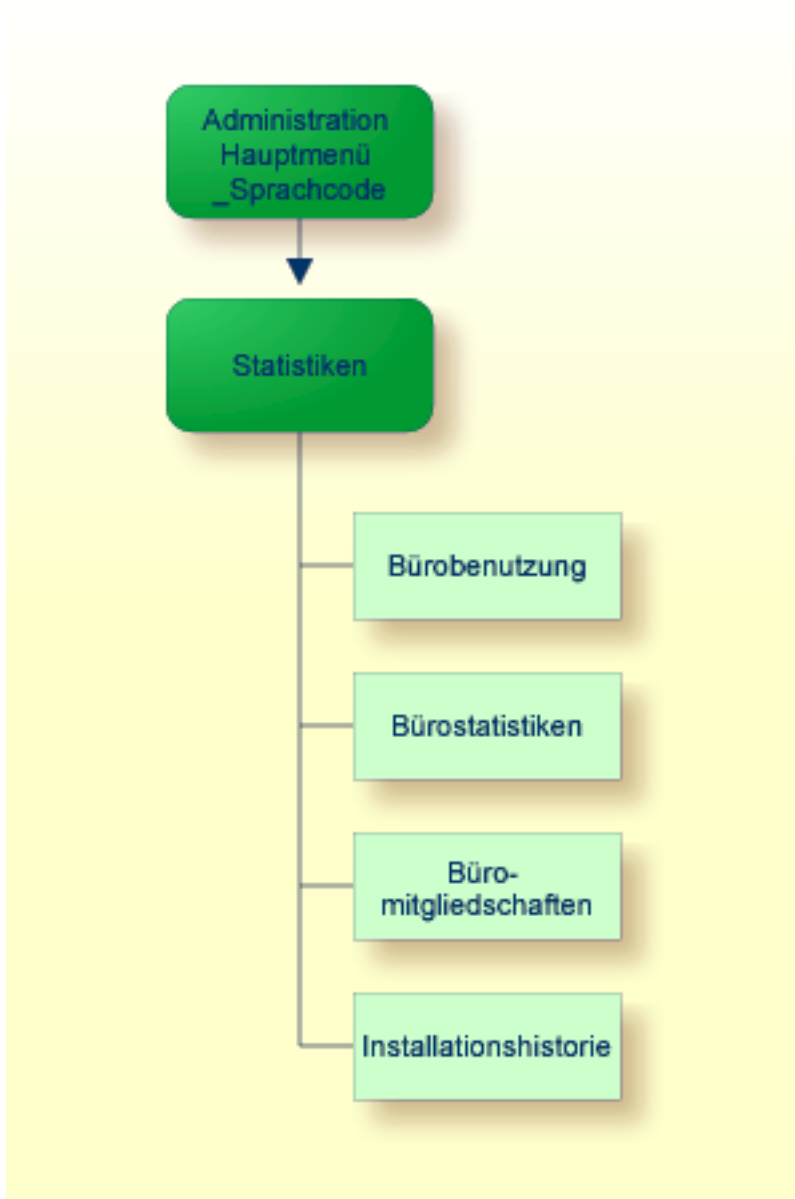 Administration
Hauptmenü
_Sprachcode
Statistiken
Bürobenutzung
Bürostatistiken
Büro-
mitgliedschaften
Installationshistorie